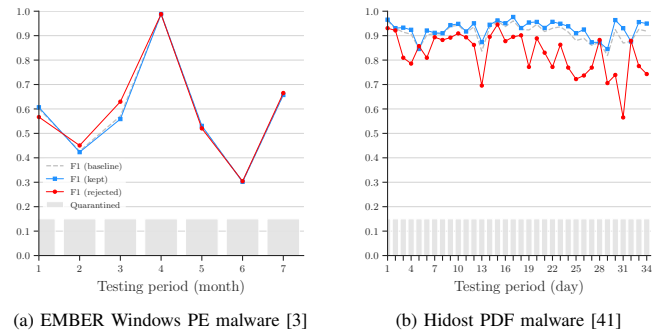 1.0
0.9
0.8
0.7
0.6
0.5
0.4
0.3
0.2
0.1
0.0
F1 (baseline)
F1 (kept)
F1 (rejected)
Quarantined
1 2 3 4 5 6 7
Testing period (month)
(a) EMBER Windows PE malware [3]
1.0
0.9
0.8
0.7
0.6
0.5
0.4
0.3
0.2
0.1
0.0
1 4 7 10 13 16 19 22 25 28 31 34
Testing period (day)
(b) Hidost PDF malware [41]